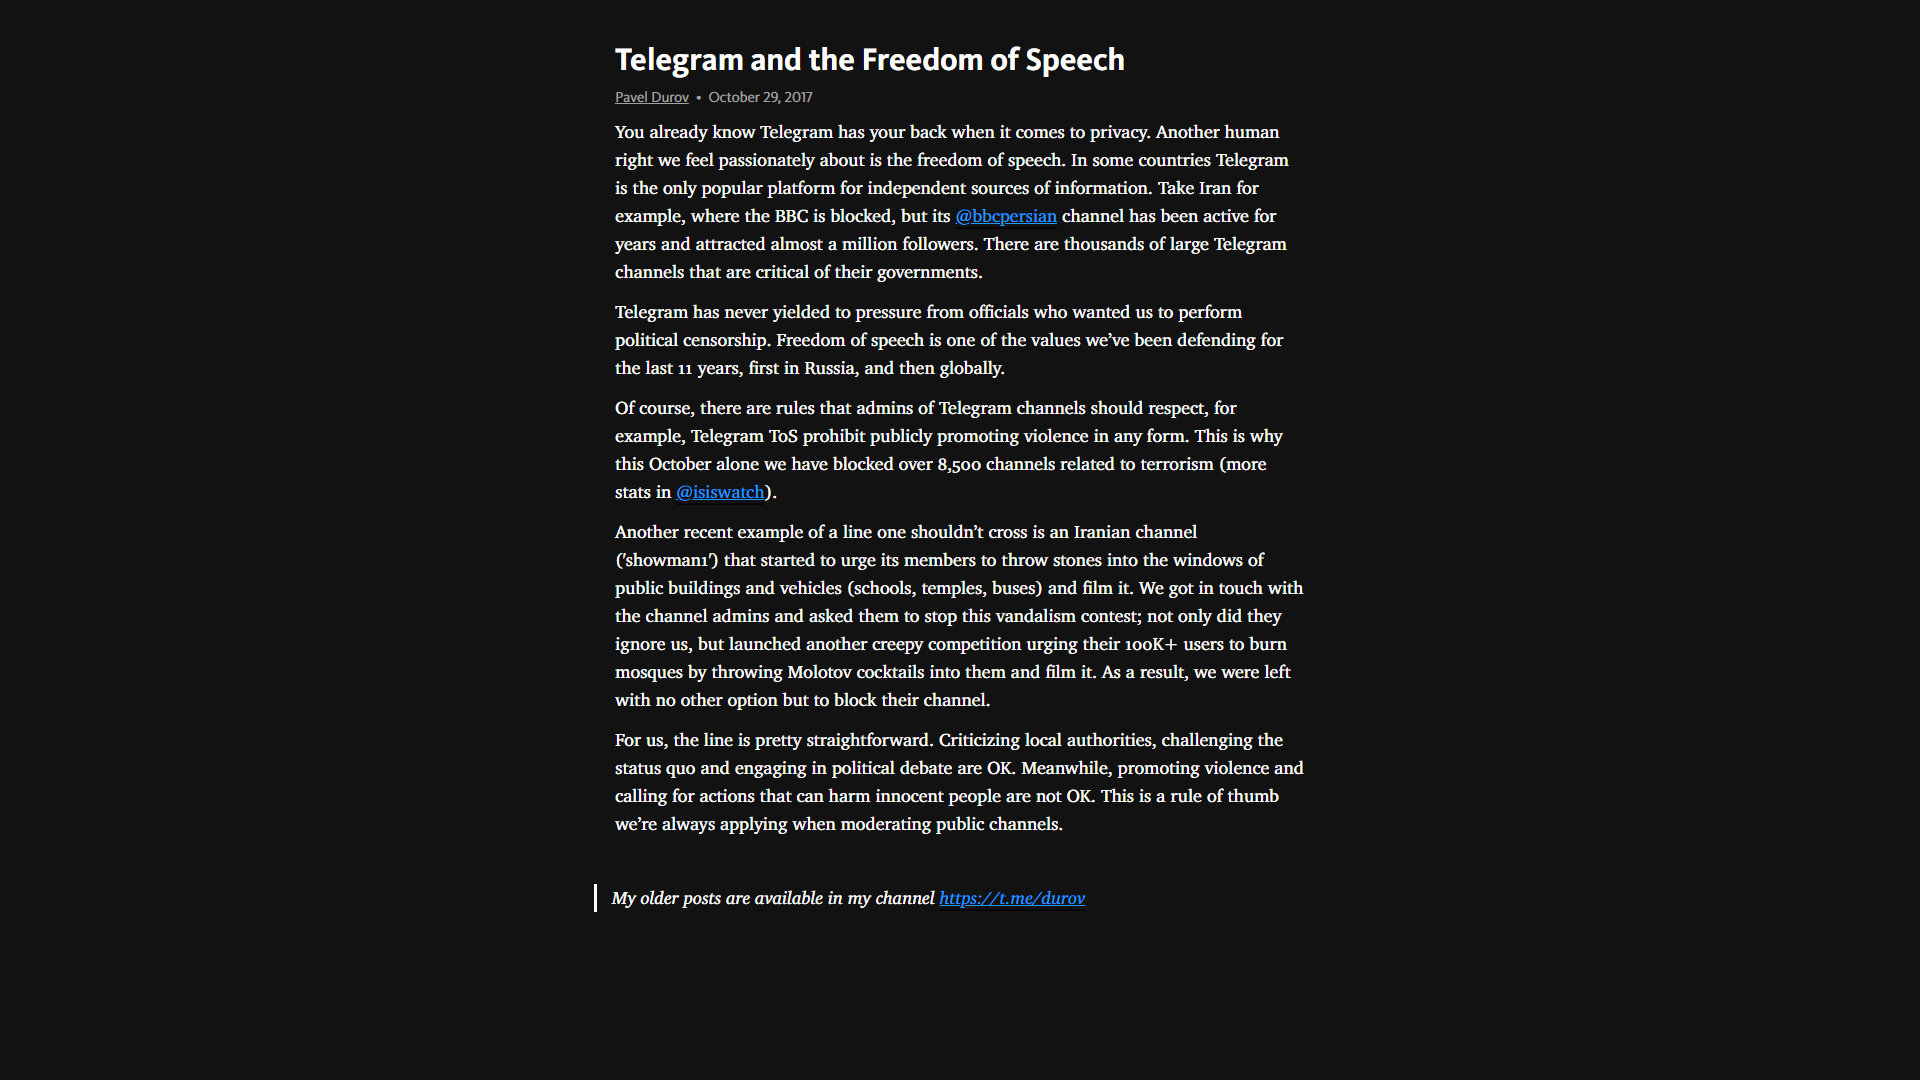 Telegram and the Freedom of Speech
Pavel Durov • October 29, 2017
You already know Telegram has your back when it comes to privacy. Another human
right we feel passionately about is the freedom of speech. In some countries Telegram
is the only popular platform for independent sources of information. Take Iran for
example, where the BBC is blocked, but its @bbcpersian channel has been active for
years and attracted almost a million followers. There are thousands of large Telegram
channels that are critical of their governments.
Telegram has never yielded to pressure from officials who wanted us to perform
political censorship. Freedom of speech is one of the values we’ve been defending for
the last 11 years, first in Russia, and then globally.
Of course, there are rules that admins of Telegram channels should respect, for
example, Telegram ToS prohibit publicly promoting violence in any form. This is why
this October alone we have blocked over 8,500 channels related to terrorism (more
stats in @isiswatch).
Another recent example of a line one shouldn’t cross is an Iranian channel
('showman1') that started to urge its members to throw stones into the windows of
public buildings and vehicles (schools, temples, buses) and film it. We got in touch with
the channel admins and asked them to stop this vandalism contest; not only did they
ignore us, but launched another creepy competition urging their 100K+ users to burn
mosques by throwing Molotov cocktails into them and film it. As a result, we were left
with no other option but to block their channel.
For us, the line is pretty straightforward. Criticizing local authorities, challenging the
status quo and engaging in political debate are OK. Meanwhile, promoting violence and
calling for actions that can harm innocent people are not OK. This is a rule of thumb
we’re always applying when moderating public channels.
My older posts are available in my channel https://t.me/durov